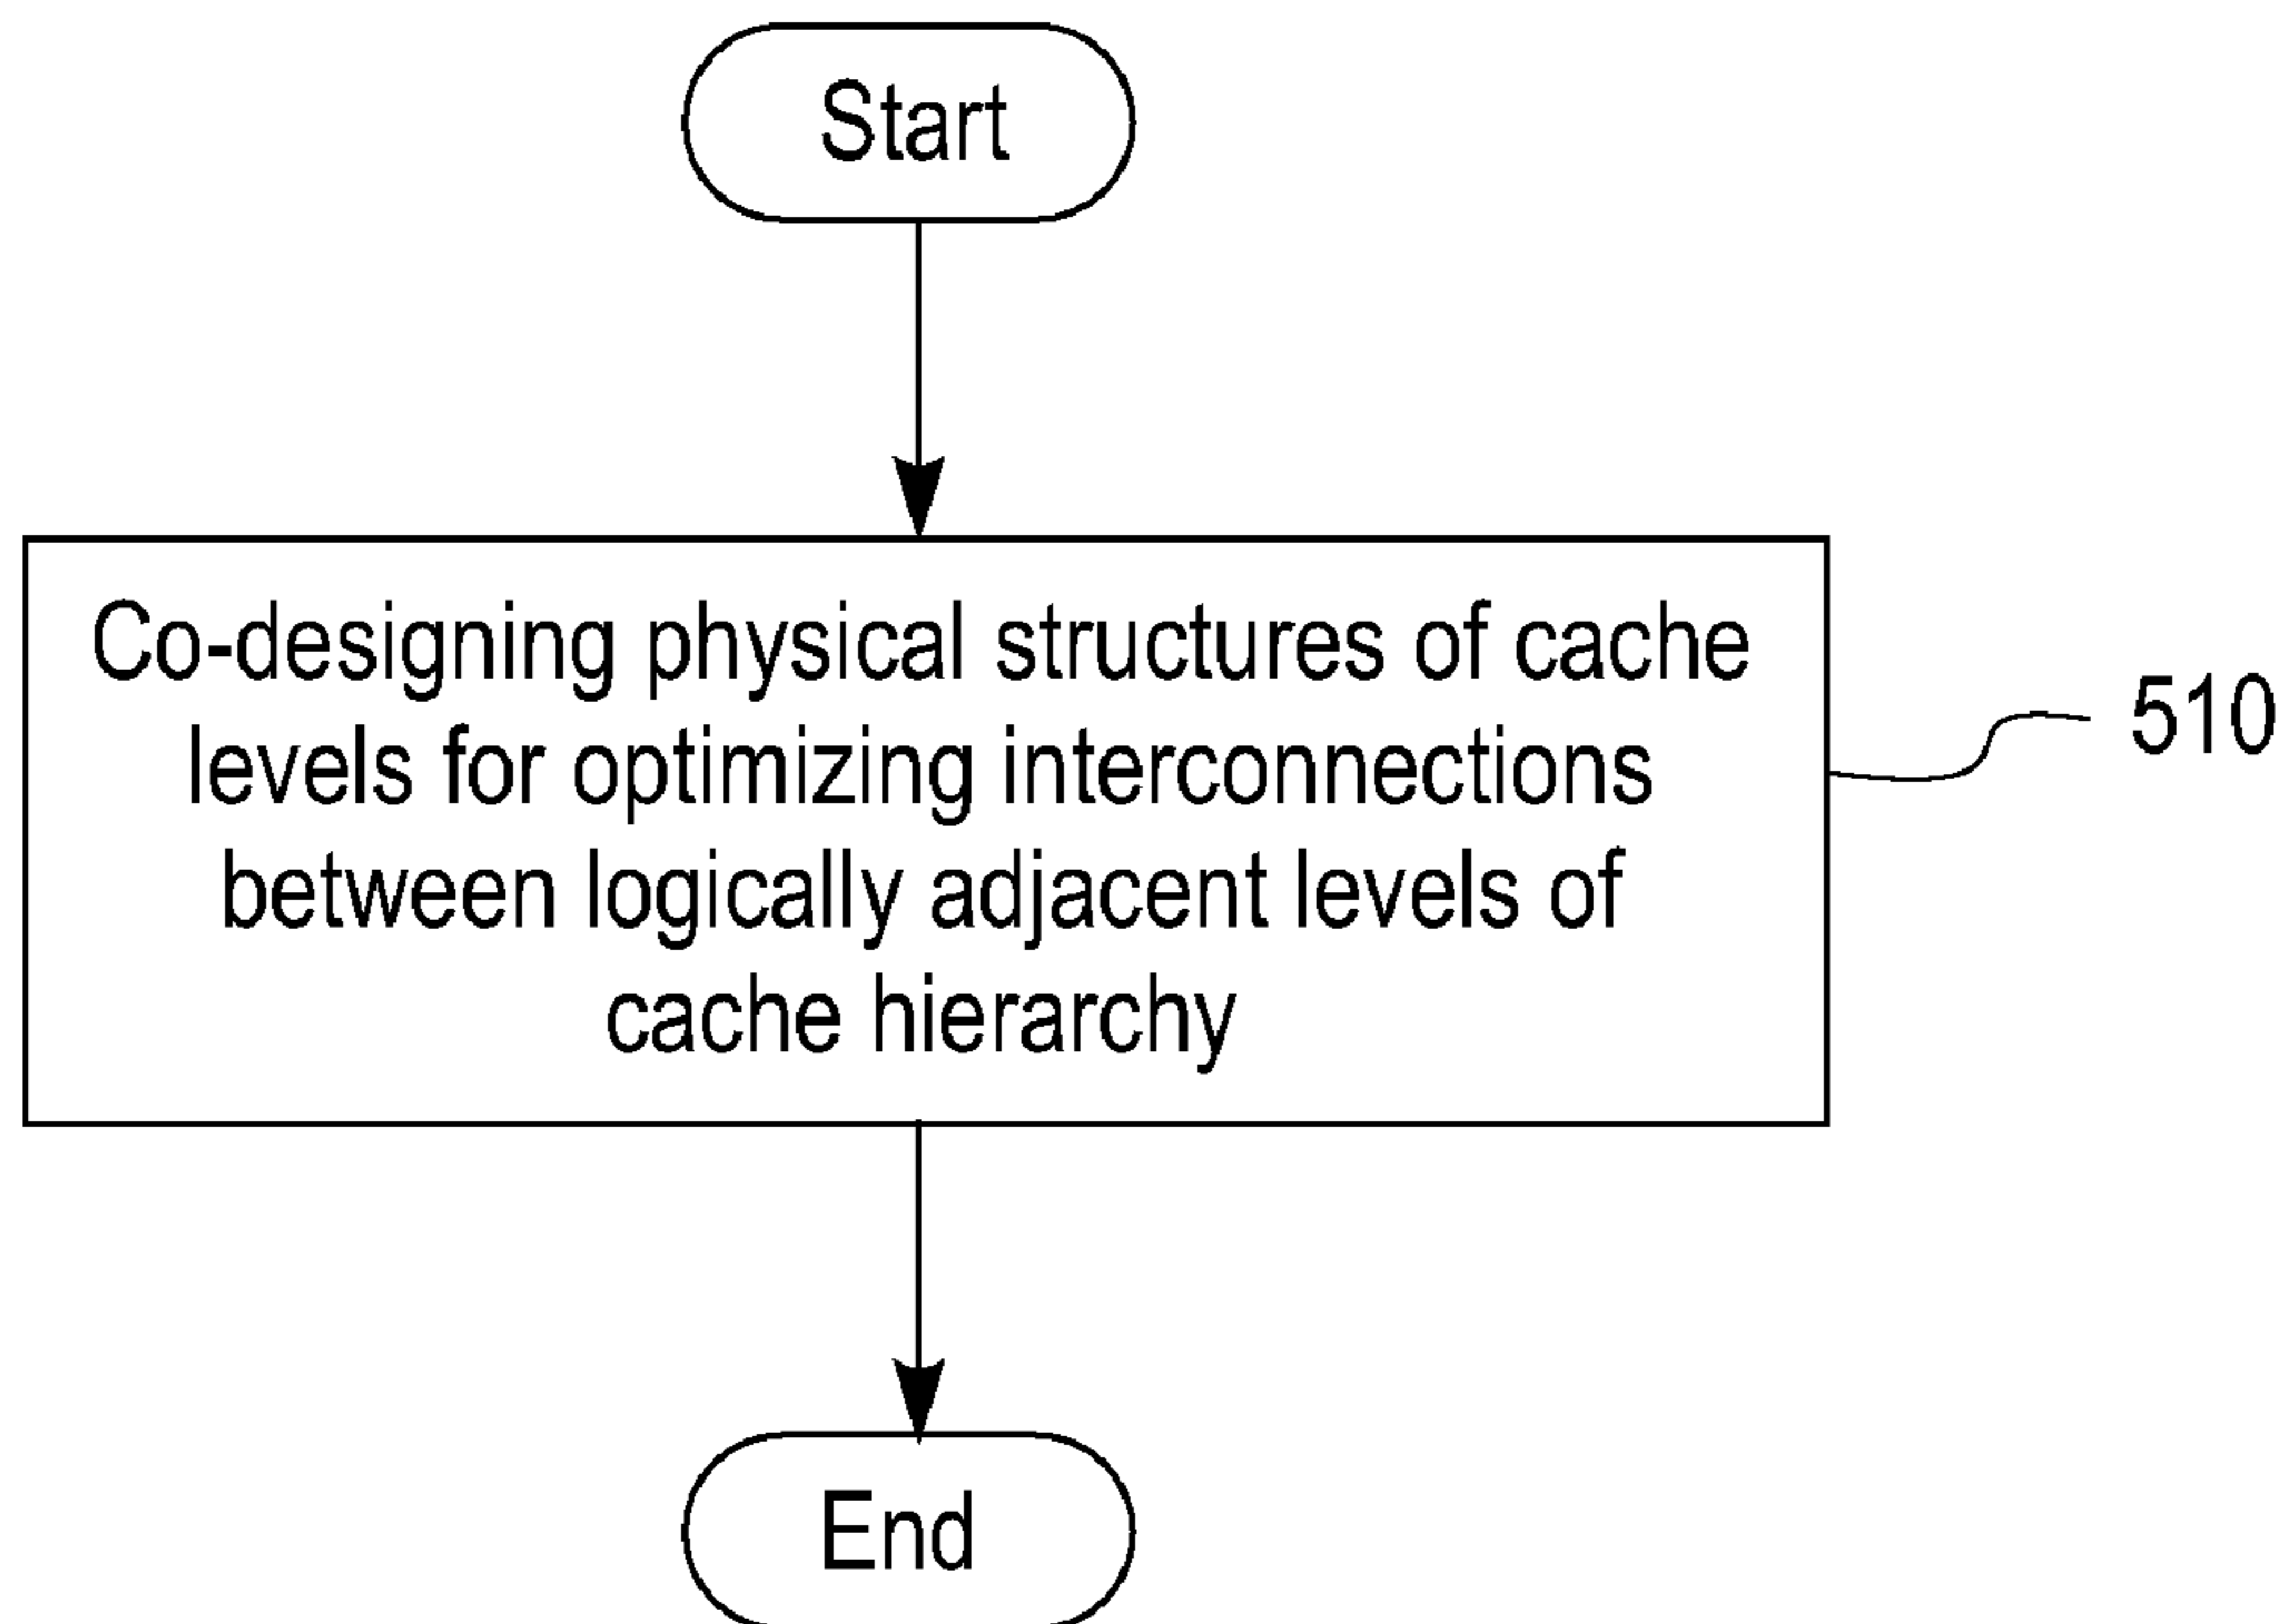 Start
Co-designing physical structures of cache
levels for optimizing interconnections
between logically adjacent levels of
cache hierarchy
510
End